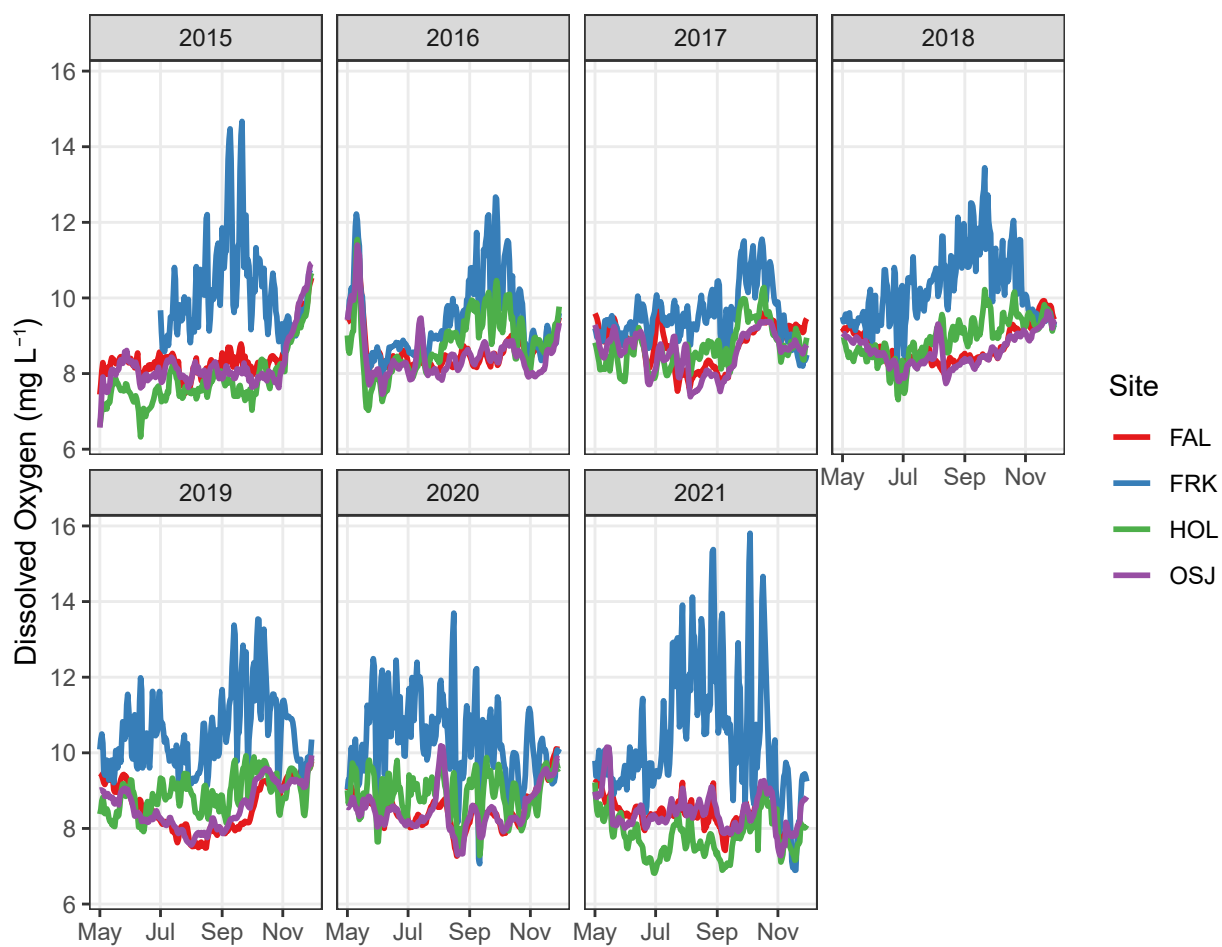 2015 2016 2017 2018
16
14
12
10
8
6
May Jul Sep Nov
2019 2020 2021
16
14
12
10
8
6
May Jul Sep Nov May Jul Sep Nov May Jul Sep Nov
Dissolved Oxygen (mg L⁻¹)
Site
FAL
FRK
HOL
OSJ